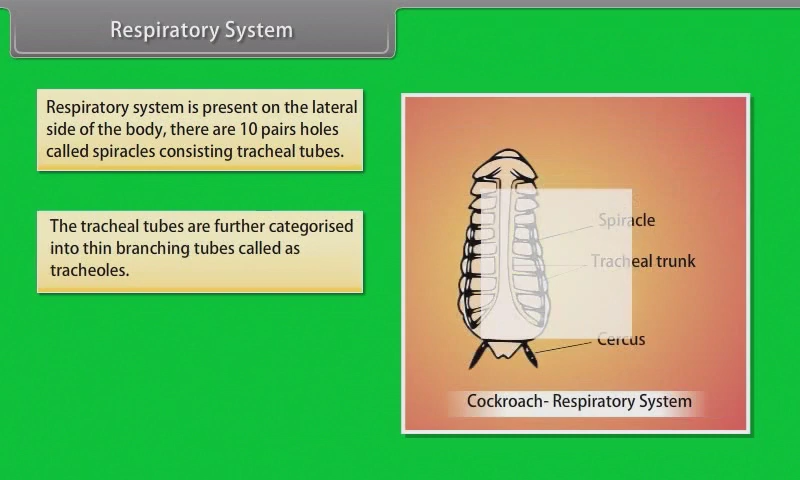 Respiratory System
Respiratory system is present on the lateral
side of the body, there are 10 pairs holes
called spiracles consisting tracheal tubes.
The tracheal tubes are further categorised
into thin branching tubes called as
tracheoles.
Spiracle
Tracheal trunk
Cercus
Cockroach- Respiratory System